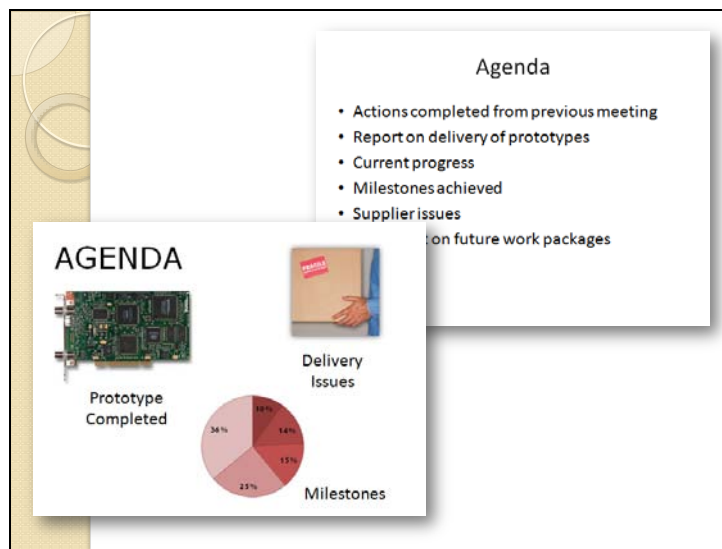 Agenda
• Actions completed from previous meeting
• Report on delivery of prototypes
• Current progress
• Milestones achieved
• Supplier issues
on future work packages
AGENDA
FRAGILE
Delivery
Issues
Prototype
Completed
10%
14%
15%
25%
36%
Milestones